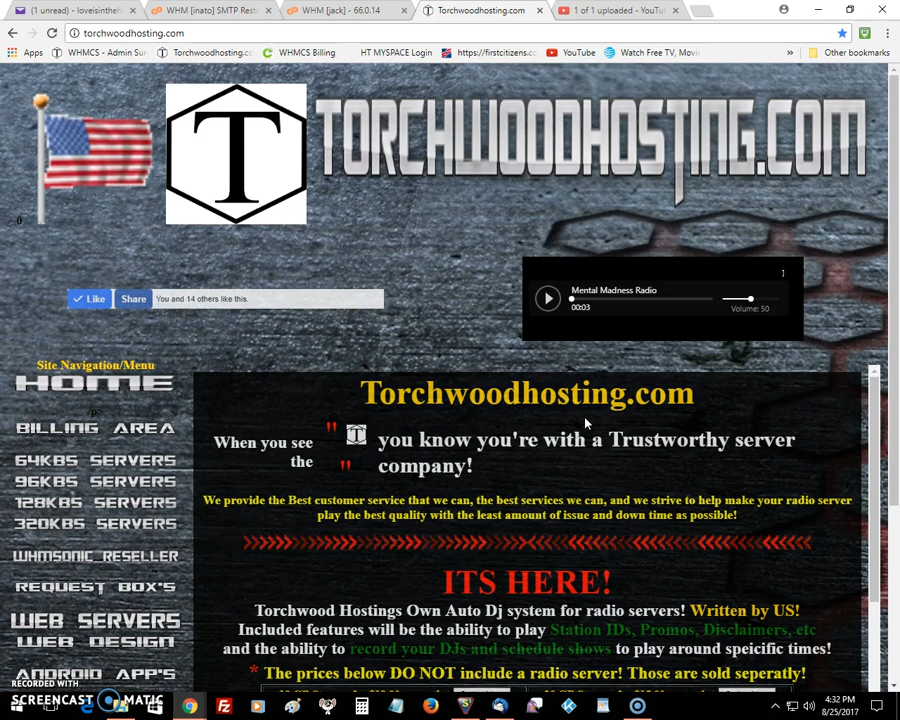 (1 unread) - loveisintheh
WHM [inato] SMTP Rest
WHM [jack] - 66.0.14
Torchwoodhosting.com
1 of 1 uploaded - YouTu
torchwoodhosting.com
Apps
WHMCS - Admin Sum
Torchwoodhosting.co
WHMCS Billing
HT MYSPACE Login
https://firstcitizens.c
YouTube
Watch Free TV, Movi
»
Other bookmarks
T
TORCHWOODHOSTING.COM
0
Like
Share
You and 14 others like this.
Mental Madness Radio
00:03
Volume: 50
Site Navigation/Menu
HOME
p
BILLING AREA
64KBS SERVERS
96KBS SERVERS
128KBS SERVERS
320KBS SERVERS
WHMSONIC RESELLER
REQUEST BOX'S
WEB SERVERS
WEB DESIGN
ANDROID APP'S
Torchwoodhosting.com
When you see the " T " you know you're with a Trustworthy server
company!
We provide the Best customer service that we can, the best services we can, and we strive to help make your radio server
play the best quality with the least amount of issue and down time as possible!
ITS HERE!
Torchwood Hostings Own Auto Dj system for radio servers! Written by US!
Included features will be the ability to play Station IDs, Promos, Disclaimers, etc
and the ability to record your DJs and schedule shows to play around speicific times!
* The prices below DO NOT include a radio server! Those are sold seperatly!
RECORDED WITH
SCREENCAST MATIC
4:32 PM
8/25/2017